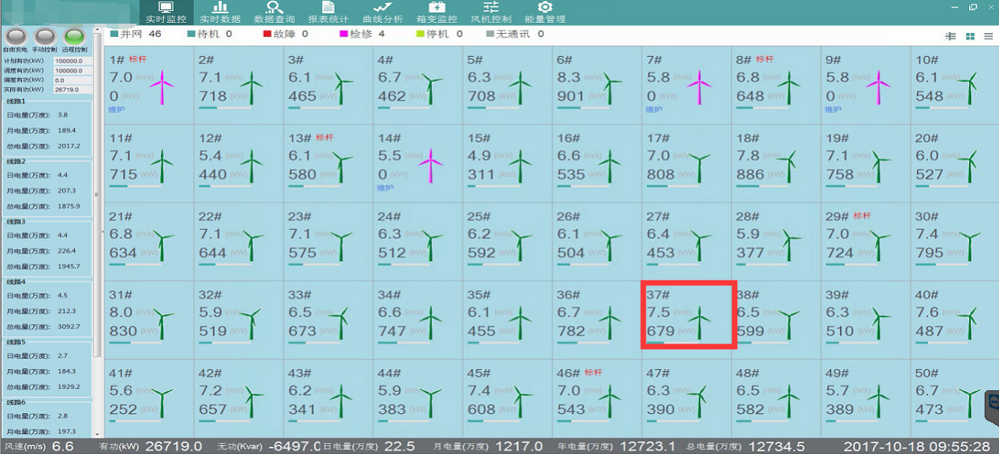 实时监控 实时数据 数据查询 报表统计 曲线分析 箱变监控 风机控制 能量管理
并网 46 待机 0 故障 0 检修 4 停机 0 无通讯 0
自由发电 手动控制 远程控制
计划有功(kW) 100000.0
调度有功(kW) 100000.0
偏差有功(kW) 0.0
实际有功(kW) 26719.0
线路1
日电量(万度): 3.8
月电量(万度): 189.4
总电量(万度): 2017.2
线路2
日电量(万度): 4.4
月电量(万度): 207.3
总电量(万度): 1875.9
线路3
日电量(万度): 4.4
月电量(万度): 226.4
总电量(万度): 1945.7
线路4
日电量(万度): 4.5
月电量(万度): 212.3
总电量(万度): 3092.7
线路5
日电量(万度): 2.7
月电量(万度): 184.3
总电量(万度): 1929.2
线路6
日电量(万度): 2.8
月电量(万度): 197.3
1# 标杆 2# 3# 4# 5# 6# 7# 8# 标杆 9# 10#
7.0 (m/s) 7.1 (m/s) 6.1 (m/s) 6.7 (m/s) 6.3 (m/s) 8.3 (m/s) 5.8 (m/s) 6.8 (m/s) 5.8 (m/s) 6.1 (m/s)
0 (kW) 718 (kW) 465 (kW) 462 (kW) 708 (kW) 901 (kW) 0 (kW) 648 (kW) 0 (kW) 548 (kW)
维护 维护 维护
11# 12# 13# 标杆 14# 15# 16# 17# 18# 19# 20#
7.1 (m/s) 5.4 (m/s) 6.1 (m/s) 5.5 (m/s) 4.9 (m/s) 6.6 (m/s) 7.0 (m/s) 7.8 (m/s) 7.1 (m/s) 6.0 (m/s)
715 (kW) 440 (kW) 580 (kW) 0 (kW) 311 (kW) 535 (kW) 808 (kW) 886 (kW) 758 (kW) 527 (kW)
维护
21# 22# 23# 24# 25# 26# 27# 28# 29# 标杆 30#
6.8 (m/s) 7.1 (m/s) 7.1 (m/s) 6.3 (m/s) 6.2 (m/s) 6.1 (m/s) 6.4 (m/s) 5.9 (m/s) 7.0 (m/s) 7.4 (m/s)
634 (kW) 644 (kW) 575 (kW) 512 (kW) 592 (kW) 504 (kW) 453 (kW) 377 (kW) 724 (kW) 795 (kW)
31# 32# 33# 34# 35# 36# 37# 38# 39# 40#
8.0 (m/s) 5.9 (m/s) 6.5 (m/s) 6.6 (m/s) 6.1 (m/s) 6.7 (m/s) 7.5 (m/s) 6.5 (m/s) 6.3 (m/s) 7.6 (m/s)
830 (kW) 519 (kW) 673 (kW) 747 (kW) 455 (kW) 782 (kW) 679 (kW) 599 (kW) 510 (kW) 487 (kW)
41# 42# 43# 44# 45# 46# 标杆 47# 48# 49# 50#
5.6 (m/s) 7.2 (m/s) 6.2 (m/s) 5.9 (m/s) 7.4 (m/s) 7.0 (m/s) 6.3 (m/s) 6.5 (m/s) 5.7 (m/s) 6.7 (m/s)
252 (kW) 657 (kW) 341 (kW) 383 (kW) 608 (kW) 543 (kW) 390 (kW) 582 (kW) 389 (kW) 473 (kW)
风速(m/s) 6.6 有功(kW) 26719.0 无功(Kvar) -6497.0 日电量(万度) 22.5 月电量(万度) 1217.0 年电量(万度) 12723.1 总电量(万度) 12734.5 2017-10-18 09:55:28